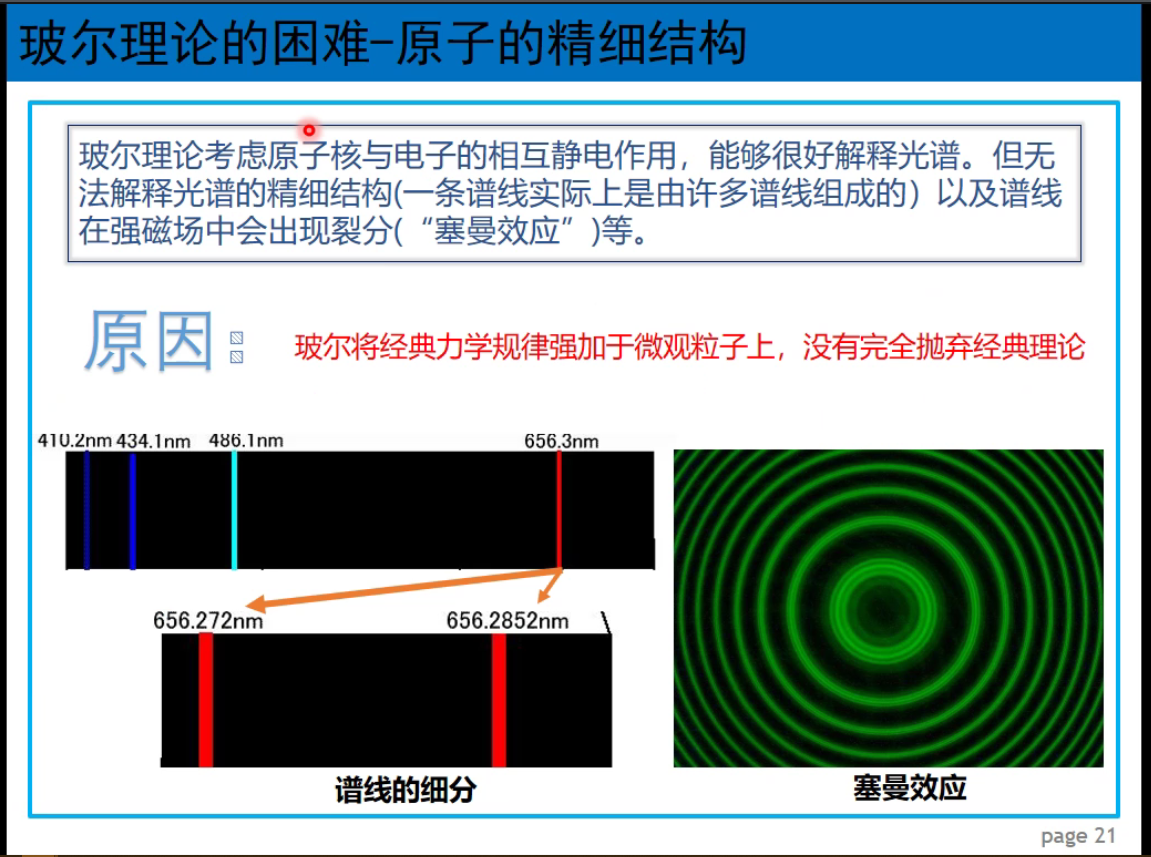 玻尔理论的困难-原子的精细结构
玻尔理论考虑原子核与电子的相互静电作用，能够很好解释光谱。但无
法解释光谱的精细结构(一条谱线实际上是由许多谱线组成的）以及谱线
在强磁场中会出现裂分(“塞曼效应”)等。
原因：
玻尔将经典力学规律强加于微观粒子上，没有完全抛弃经典理论
410.2nm 434.1nm 486.1nm 656.3nm
656.272nm 656.2852nm
谱线的细分
塞曼效应
page 21